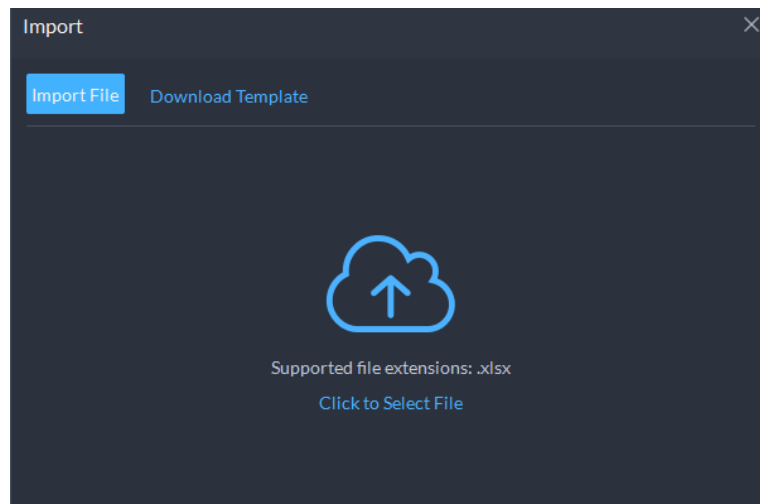 Import
Import File
Download Template
Supported file extensions: .xlsx
Click to Select File